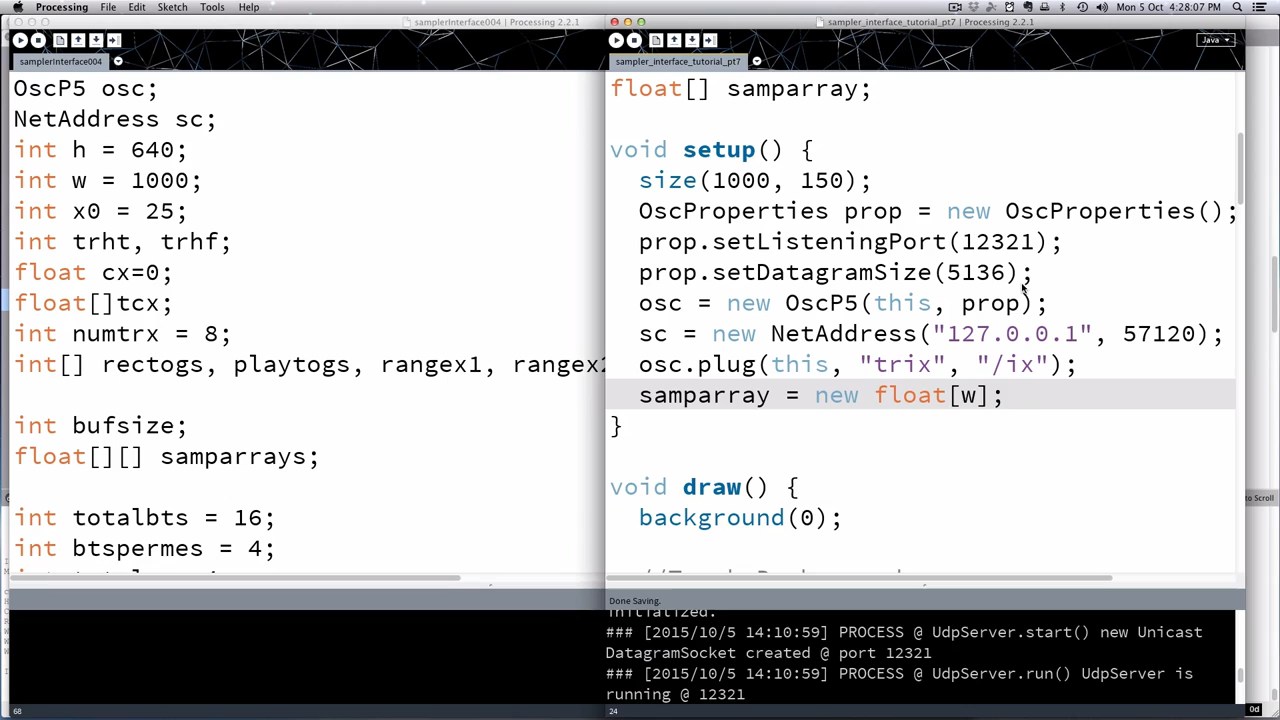 Processing File Edit Sketch Tools Help
Mon 5 Oct 4:28:07 PM
samplerInterface004 | Processing 2.2.1
samplerInterface004
OscP5 osc;
NetAddress sc;
int h = 640;
int w = 1000;
int x0 = 25;
int trht, trhf;
float cx=0;
float[]tcx;
int numtrx = 8;
int[] rectogs, playtogs, rangex1, rangex2
int bufsize;
float[][] samparrays;
int totalbts = 16;
int btspermes = 4;
68
sampler_interface_tutorial_pt7 | Processing 2.2.1
Java
sampler_interface_tutorial_pt7
float[] samparray;
void setup() {
size(1000, 150);
OscProperties prop = new OscProperties();
prop.setListeningPort(12321);
prop.setDatagramSize(5136);
osc = new OscP5(this, prop);
sc = new NetAddress("127.0.0.1", 57120);
osc.plug(this, "trix", "/ix");
samparray = new float[w];
}
void draw() {
background(0);
Done Saving.
initialized.
### [2015/10/5 14:10:59] PROCESS @ UdpServer.start() new Unicast
DatagramSocket created @ port 12321
### [2015/10/5 14:10:59] PROCESS @ UdpServer.run() UdpServer is
running @ 12321
24
to Scroll
0d